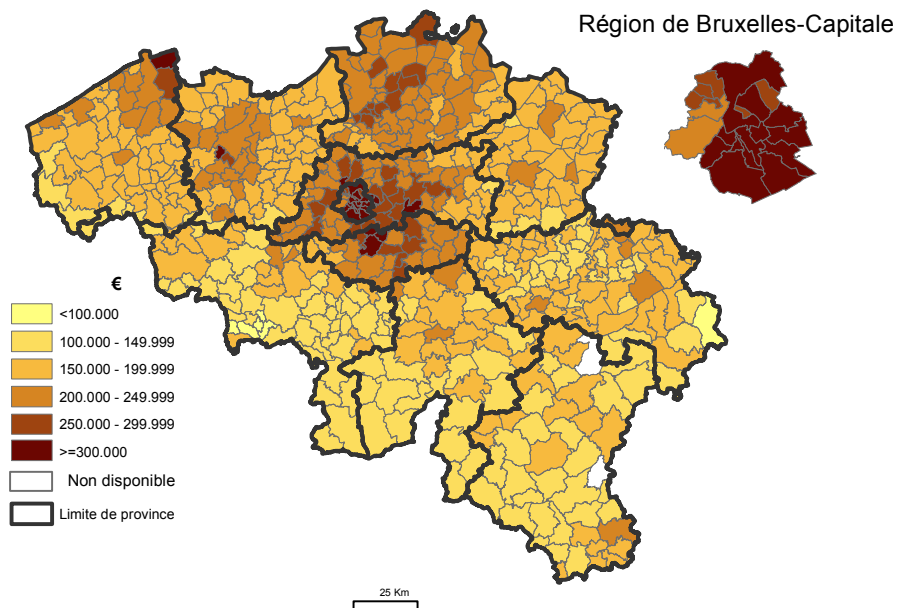 Région de Bruxelles-Capitale
€
<100.000
100.000 - 149.999
150.000 - 199.999
200.000 - 249.999
250.000 - 299.999
>=300.000
Non disponible
Limite de province
25 Km